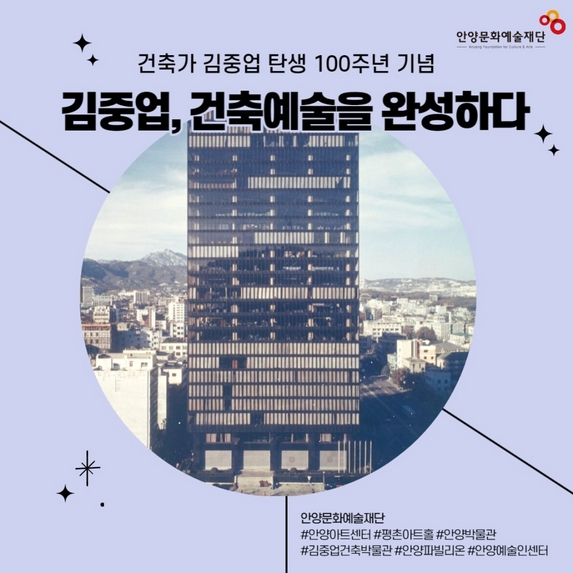 안양문화예술재단
Anyang Foundation for Culture & Arts
건축가 김중업 탄생 100주년 기념
김중업, 건축예술을 완성하다
안양문화예술재단
#안양아트센터 #평촌아트홀 #안양박물관
#김중업건축박물관 #안양파빌리온 #안양예술인센터